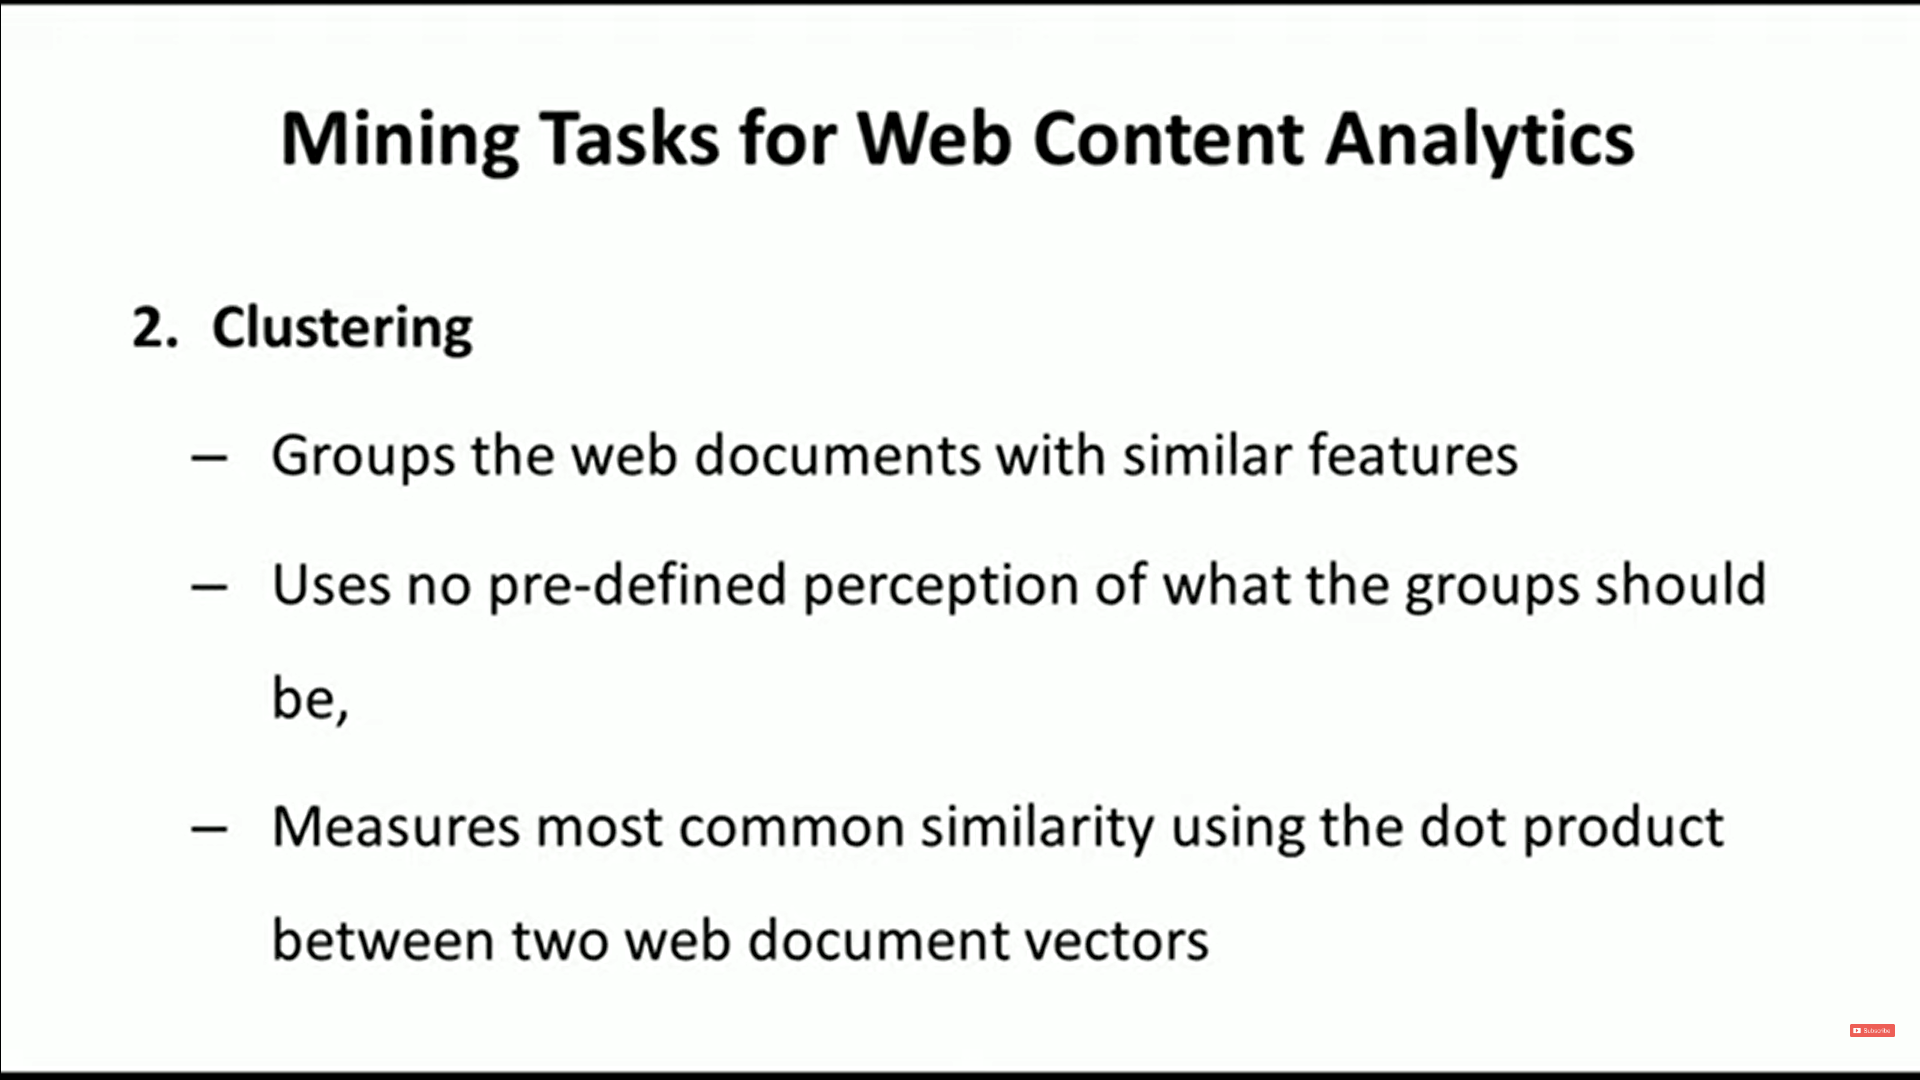 Mining Tasks for Web Content Analytics
2. Clustering
– Groups the web documents with similar features
– Uses no pre-defined perception of what the groups should
be,
– Measures most common similarity using the dot product
between two web document vectors
Subscribe